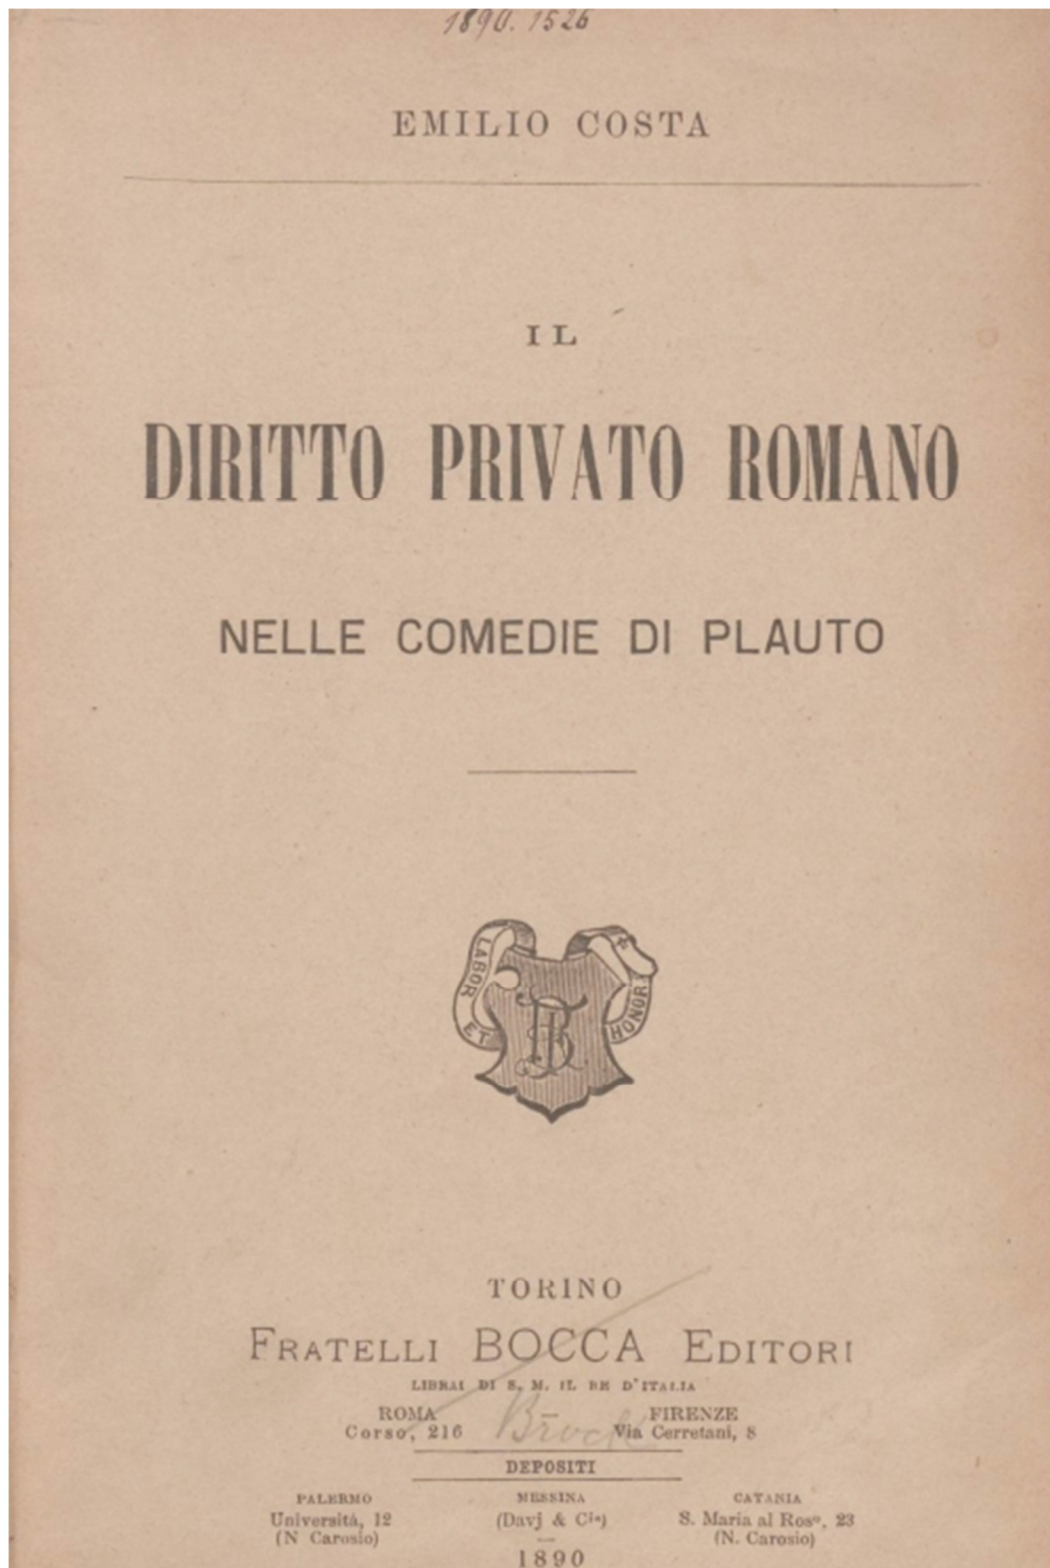 1890. 1526
EMILIO COSTA
IL
DIRITTO PRIVATO ROMANO
NELLE COMEDIE DI PLAUTO
LABOR ET HONOR
TORINO
FRATELLI BOCCA EDITORI
LIBRAI DI S. M. IL RE D'ITALIA
ROMA — FIRENZE
Corso, 216 Via Cerretani, 8
DEPOSITI
PALERMO MESSINA CATANIA
Università, 12 (Davj & Cia) S. Maria al Roso, 23
(N Carosio) (N. Carosio)
1890